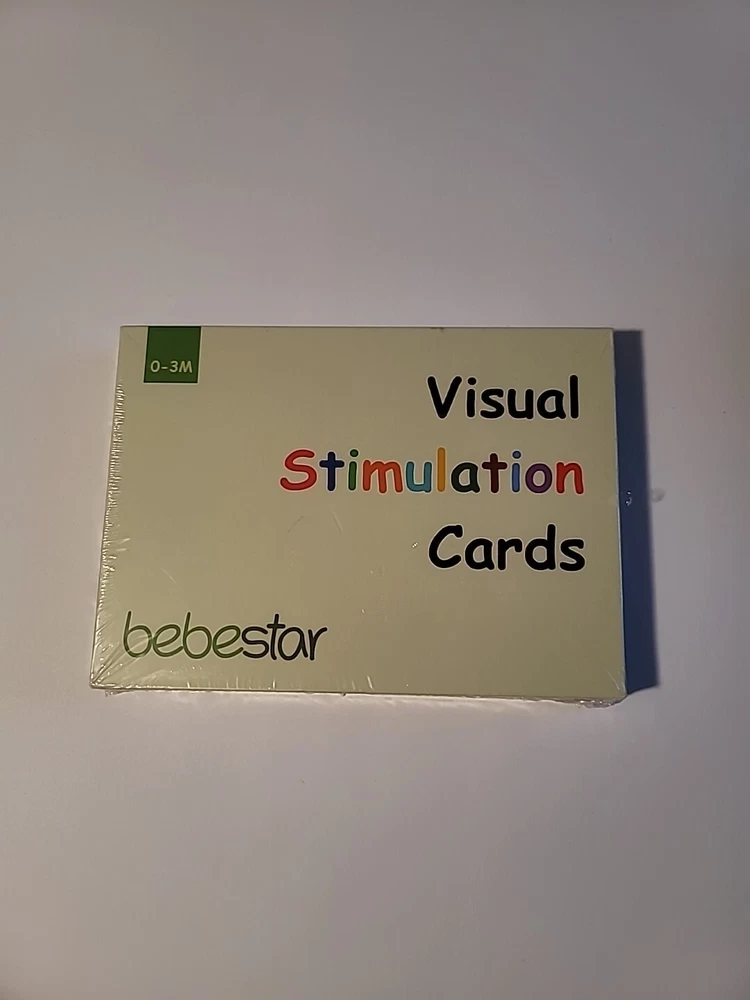 0-3M
Visual
Stimulation
Cards
bebestar